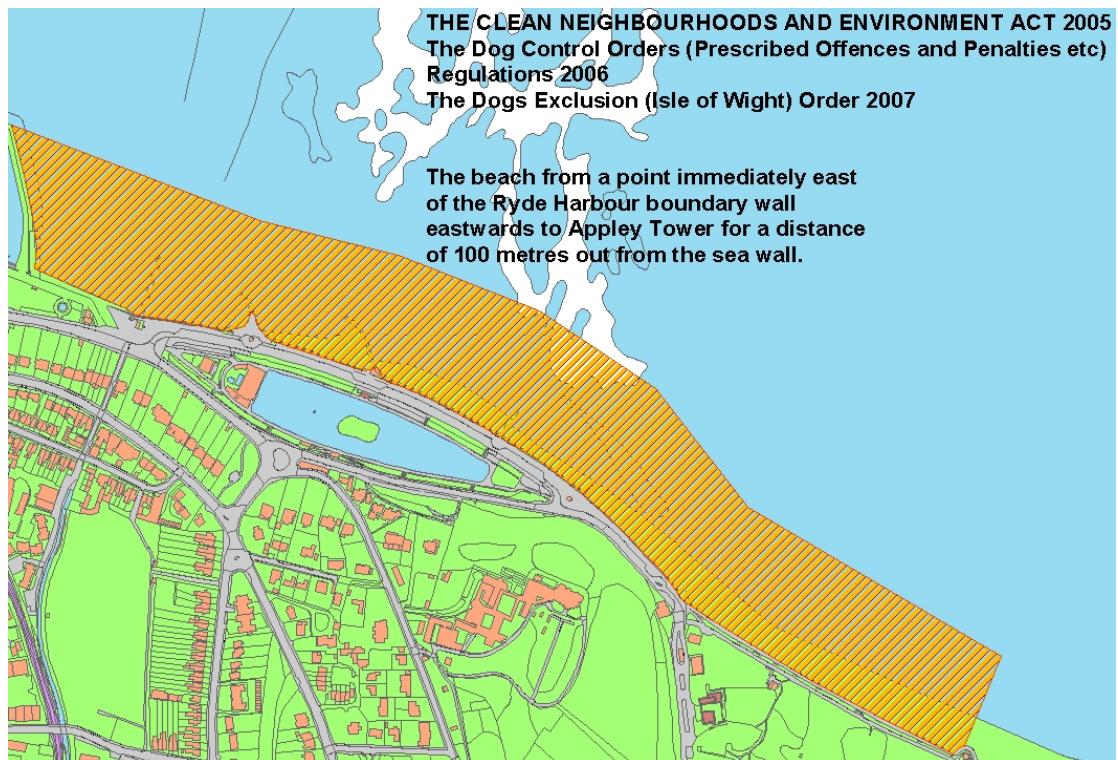 THE CLEAN NEIGHBOURHOODS AND ENVIRONMENT ACT 2005
The Dog Control Orders (Prescribed Offences and Penalties etc)
Regulations 2006
The Dogs Exclusion (Isle of Wight) Order 2007
The beach from a point immediately east
of the Ryde Harbour boundary wall
eastwards to Appley Tower for a distance
of 100 metres out from the sea wall.